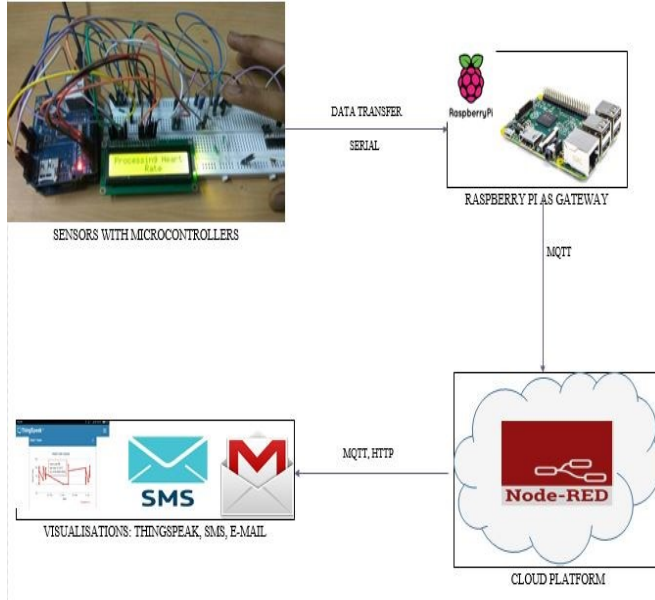 Processing Heart
Rate
SENSORS WITH MICROCONTROLLERS
DATA TRANSFER
SERIAL
RaspberryPi
RASPBERRY PI AS GATEWAY
MQTT
Node-RED
CLOUD PLATFORM
MQTT, HTTP
ThingSpeak
SMS
VISUALISATIONS: THINGSPEAK, SMS, E-MAIL